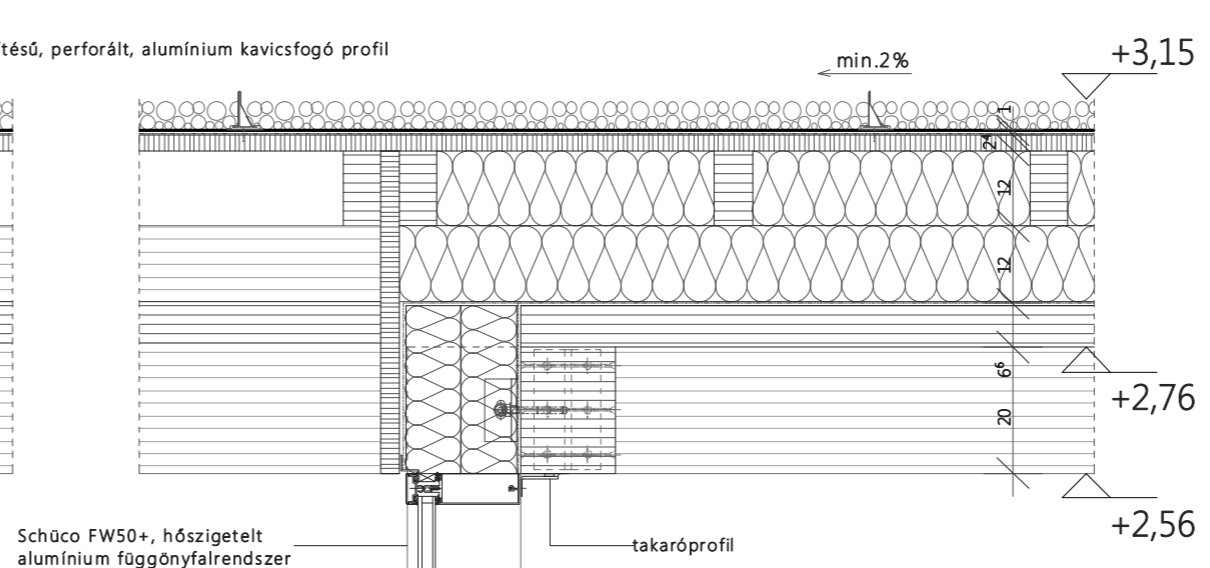 ítésű, perforált, alumínium kavicsfogó profil
min.2%
+3,15
1
2⁴
12
12
6⁶
20
+2,76
+2,56
Schüco FW50+, hőszigetelt
alumínium függönyfalrendszer
takaróprofil